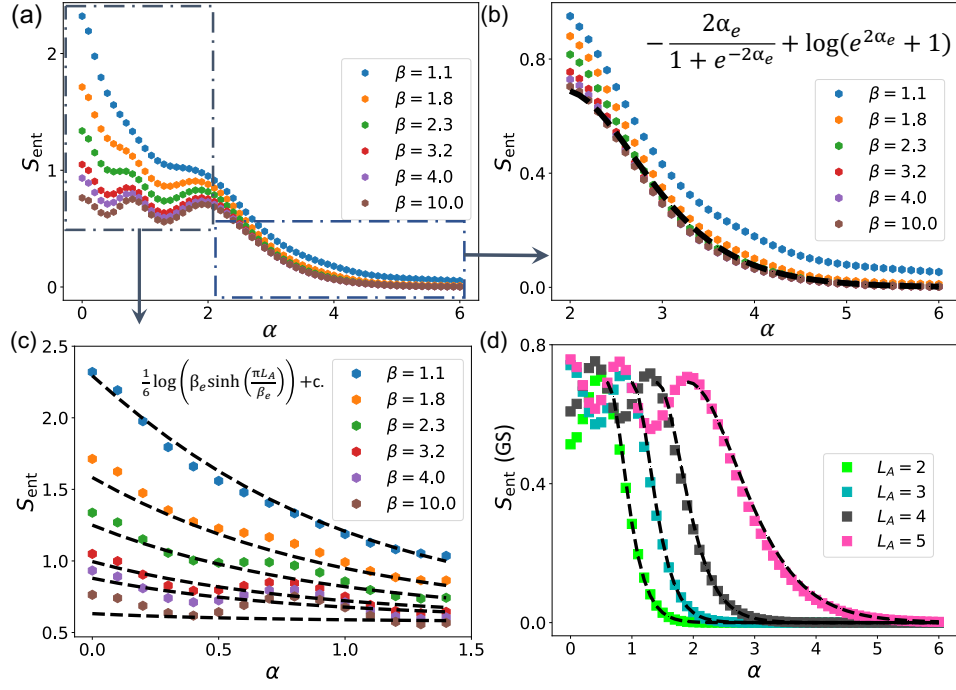 (a)
S_ent
2
1
0
0
2
4
6
α
β = 1.1
β = 1.8
β = 2.3
β = 3.2
β = 4.0
β = 10.0
(b)
S_ent
0.8
0.4
0.0
2
3
4
5
6
α
− 2α_e / (1 + e^{−2α_e}) + log(e^{2α_e} + 1)
β = 1.1
β = 1.8
β = 2.3
β = 3.2
β = 4.0
β = 10.0
(c)
S_ent
2.5
2.0
1.5
1.0
0.5
0.0
0.5
1.0
1.5
α
1/6 log(β_e sinh(πL_A/β_e)) + c.
β = 1.1
β = 1.8
β = 2.3
β = 3.2
β = 4.0
β = 10.0
(d)
S_ent (GS)
0.8
0.4
0.0
0
1
2
3
4
5
6
α
L_A = 2
L_A = 3
L_A = 4
L_A = 5